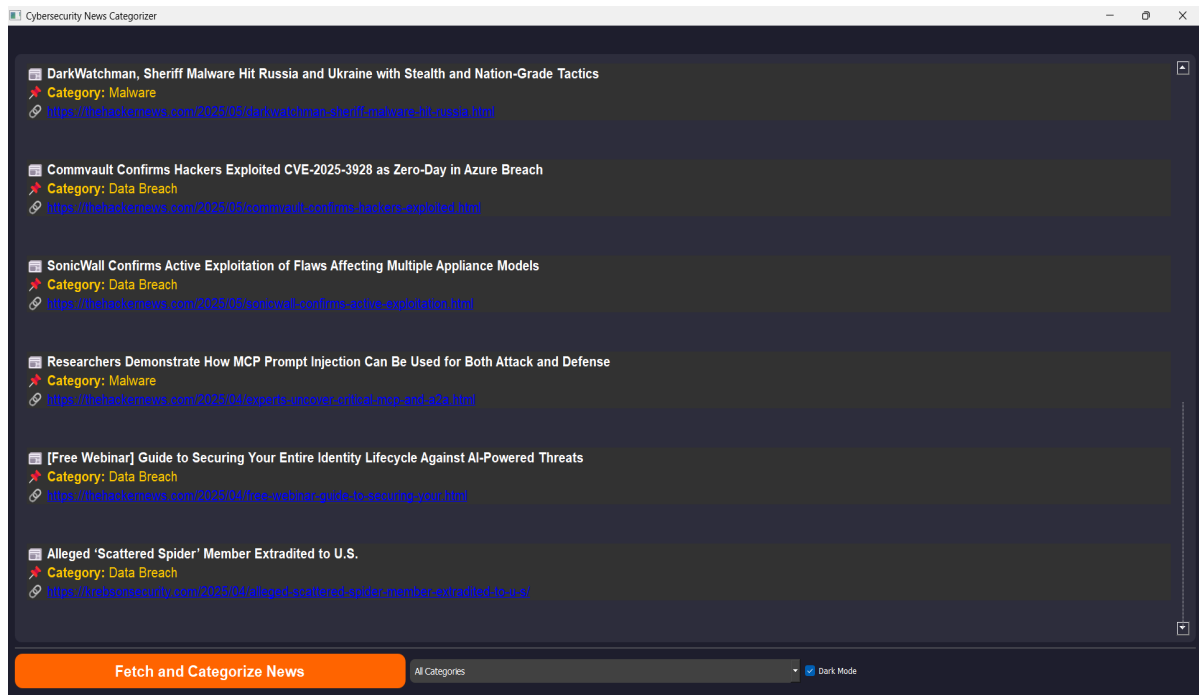 Cybersecurity News Categorizer
DarkWatchman, Sheriff Malware Hit Russia and Ukraine with Stealth and Nation-Grade Tactics
Category: Malware
https://thehackernews.com/2025/05/darkwatchman-sheriff-malware-hit-russia.html
Commvault Confirms Hackers Exploited CVE-2025-3928 as Zero-Day in Azure Breach
Category: Data Breach
https://thehackernews.com/2025/05/commvault-confirms-hackers-exploited.html
SonicWall Confirms Active Exploitation of Flaws Affecting Multiple Appliance Models
Category: Data Breach
https://thehackernews.com/2025/05/sonicwall-confirms-active-exploitation.html
Researchers Demonstrate How MCP Prompt Injection Can Be Used for Both Attack and Defense
Category: Malware
https://thehackernews.com/2025/04/experts-uncover-critical-mcp-and-a2a.html
[Free Webinar] Guide to Securing Your Entire Identity Lifecycle Against AI-Powered Threats
Category: Data Breach
https://thehackernews.com/2025/04/free-webinar-guide-to-securing-your.html
Alleged ‘Scattered Spider’ Member Extradited to U.S.
Category: Data Breach
https://krebsonsecurity.com/2025/04/alleged-scattered-spider-member-extradited-to-u-s/
Fetch and Categorize News
All Categories
Dark Mode